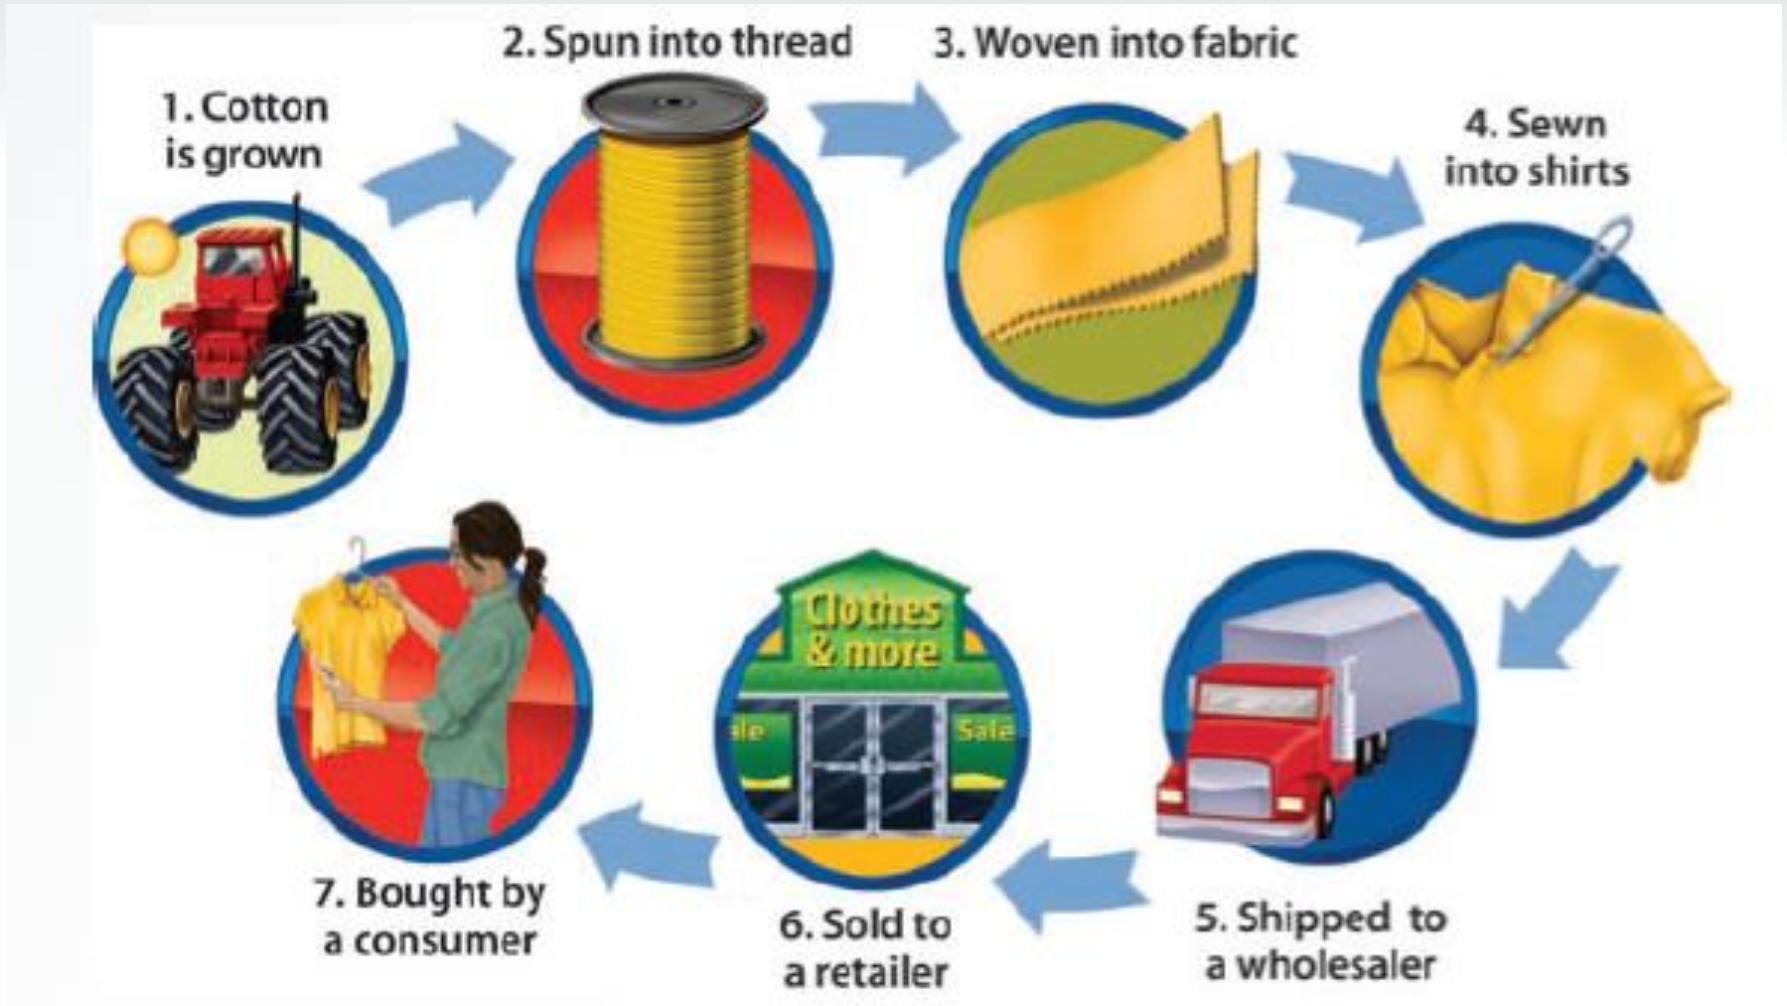 1. Cotton
is grown
2. Spun into thread
3. Woven into fabric
4. Sewn
into shirts
5. Shipped to
a wholesaler
Clothes
& more
ale
Sale
6. Sold to
a retailer
7. Bought by
a consumer